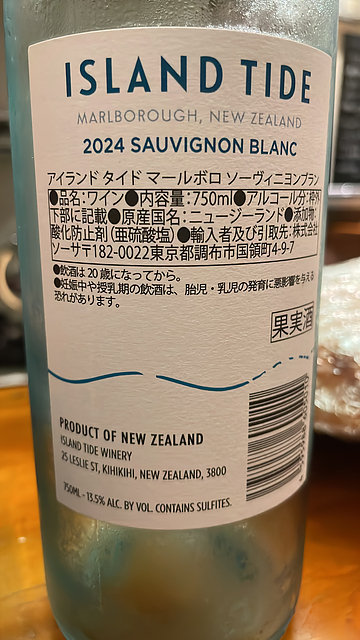 ISLAND TIDE
MARLBOROUGH, NEW ZEALAND
2024 SAUVIGNON BLANC
アイランド タイド マールボロ ソーヴィニヨンブラン
●品名:ワイン●内容量:750ml●アルコール分:枠外
下部に記載●原産国名:ニュージーランド●添加物:
酸化防止剤(亜硫酸塩)●輸入者及び引取先:株式会社
ソーサ〒182-0022東京都調布市国領町4-9-7
●飲酒は20歳になってから。
●妊娠中や授乳期の飲酒は、胎児・乳児の発育に悪影響を与える
恐れがあります。
果実酒
PRODUCT OF NEW ZEALAND
ISLAND TIDE WINERY
25 LESLIE ST, KIHIKIHI, NEW ZEALAND, 3800
750ML - 13.5% ALC. BY VOL. CONTAINS SULFITES.